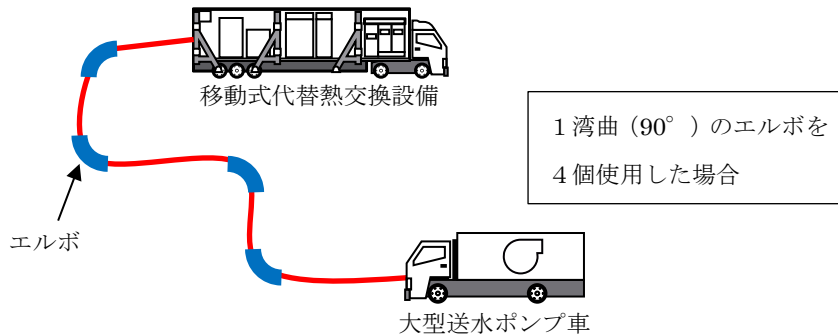 移動式代替熱交換設備
1湾曲(90°)のエルボを
4個使用した場合
エルボ
大型送水ポンプ車